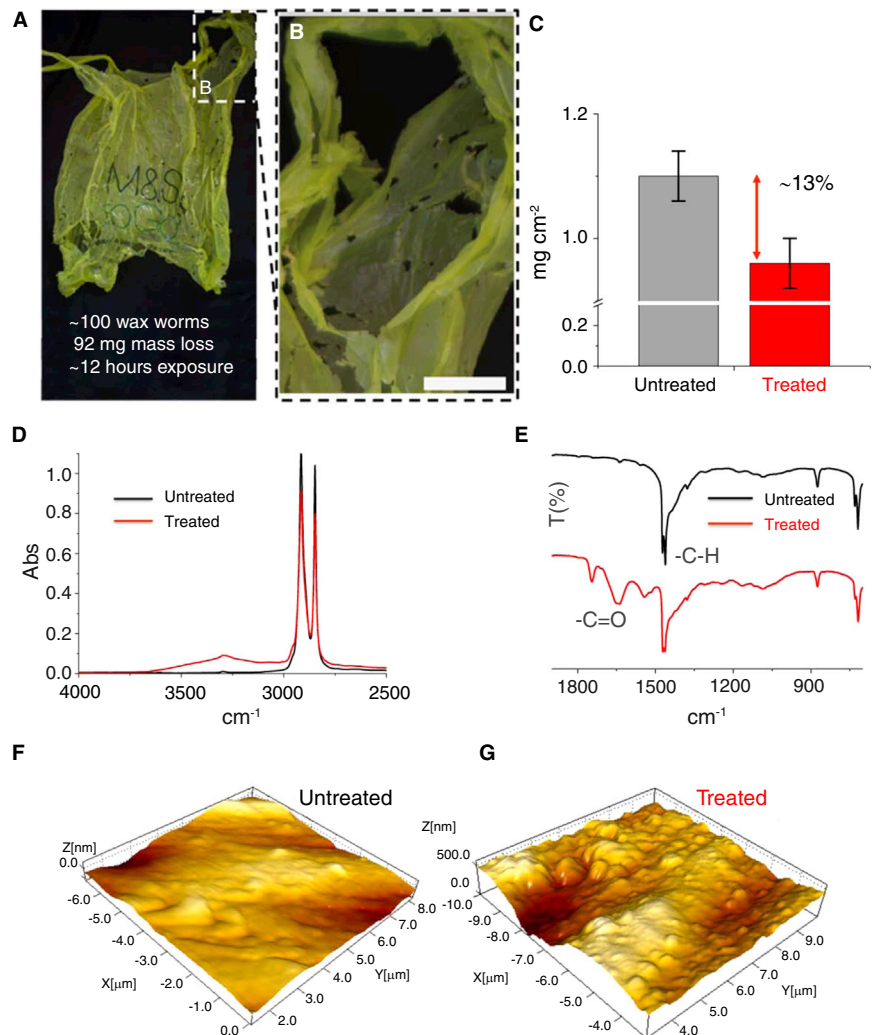 A
B
M&S
~100 wax worms
92 mg mass loss
~12 hours exposure
B
C
mg cm-2
1.2
1.0
0.2
0.0
~13%
Untreated
Treated
D
Abs
1.0
0.8
0.6
0.4
0.2
0.0
Untreated
Treated
4000
3500
3000
2500
cm-1
E
T(%)
Untreated
Treated
-C-H
-C=O
1800
1500
1200
900
cm-1
F
Untreated
Z[nm]
0.0
-6.0
-5.0
-4.0
-3.0
-2.0
-1.0
0.0
X[μm]
8.0
7.0
6.0
5.0
4.0
3.0
2.0
Y[μm]
G
Treated
Z[nm]
500.0
0.0
-10.0
-9.0
-8.0
-7.0
-6.0
-5.0
-4.0
X[μm]
9.0
8.0
7.0
6.0
5.0
4.0
Y[μm]